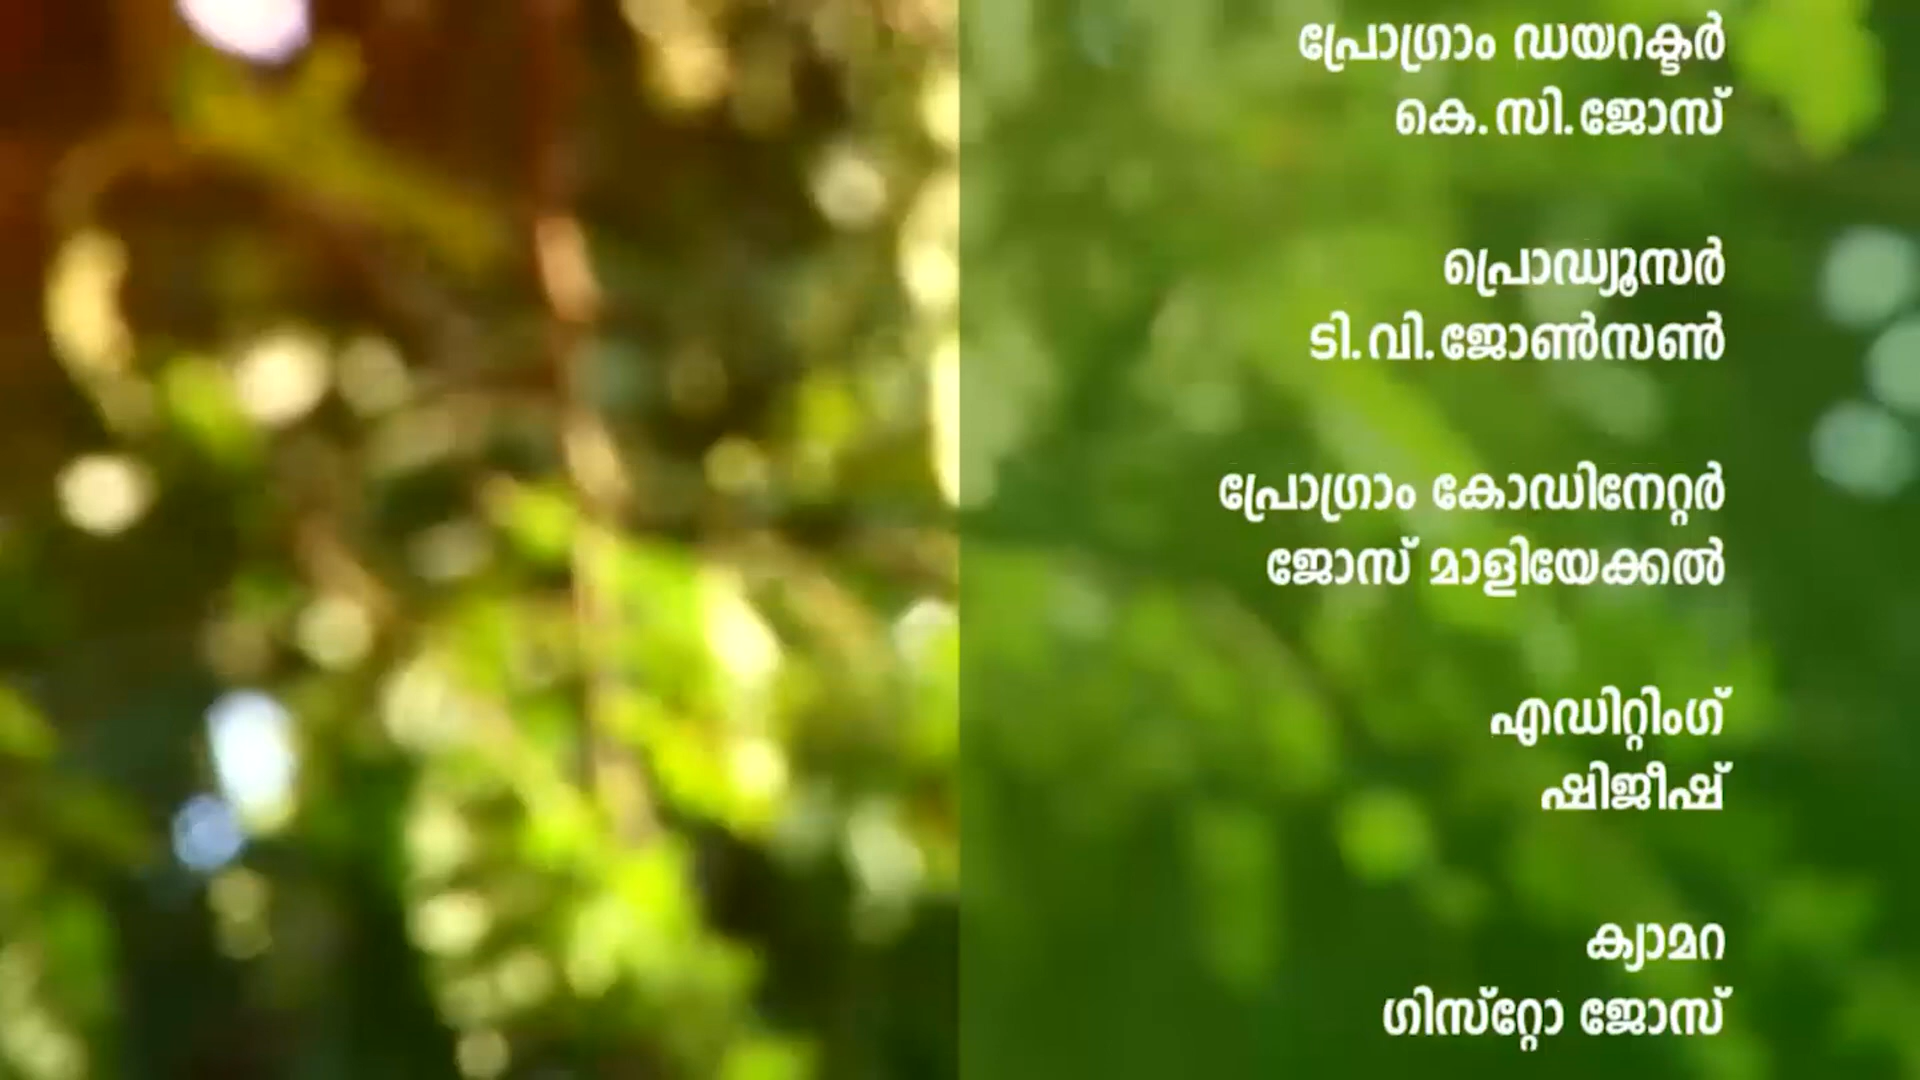 പ്രോഗ്രാം ഡയറക്ടർ
കെ.സി.ജോസ്
പ്രൊഡ്യൂസർ
ടി.വി.ജോൺസൺ
പ്രോഗ്രാം കോഡിനേറ്റർ
ജോസ് മാളിയേക്കൽ
എഡിറ്റിംഗ്
ഷിജീഷ്
ക്യാമറ
ഗിസ്റ്റോ ജോസ്